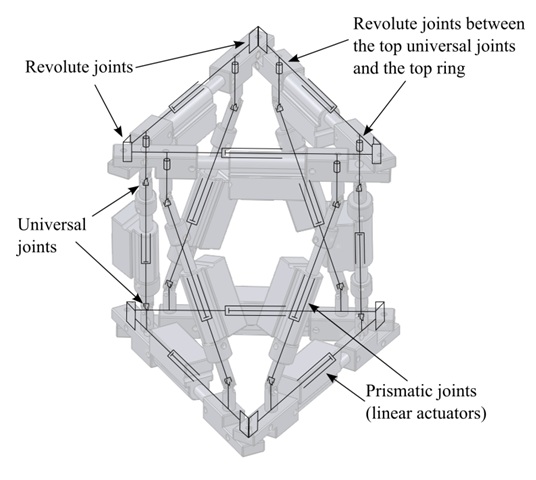 Revolute joints between
the top universal joints
and the top ring
Revolute joints
Universal
joints
Prismatic joints
(linear actuators)